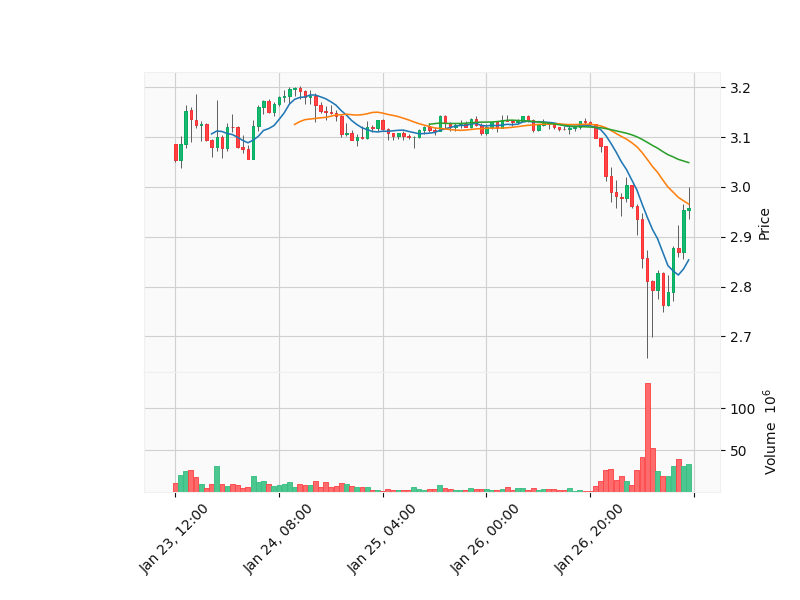 3.2
3.1
3.0
2.9
2.8
2.7
Price
100
50
Volume 10^6
Jan 23, 12:00
Jan 24, 08:00
Jan 25, 04:00
Jan 26, 00:00
Jan 26, 20:00